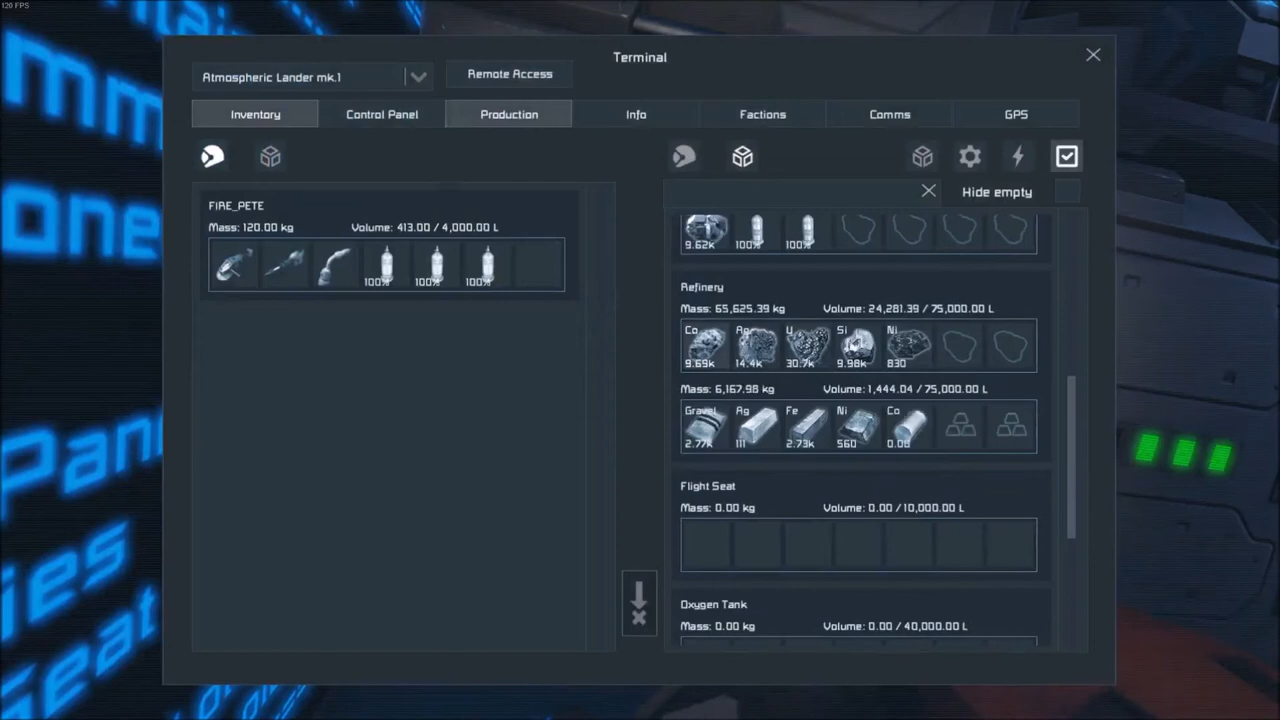 120 FPS
Terminal
Atmospheric Lander mk.1
Remote Access
Inventory
Control Panel
Production
Info
Factions
Comms
GPS
Hide empty
FIRE_PETE
Mass: 120.00 kg
Volume: 413.00 / 4,000.00 L
100%
100%
100%
9.62k
100%
100%
Refinery
Mass: 65,625.39 kg
Volume: 24,281.39 / 75,000.00 L
Co Ag U Si Ni
9.69k 14.4k 30.7k 9.98k 830
Mass: 6,167.98 kg
Volume: 1,444.04 / 75,000.00 L
Gravel Ag Fe Ni Co
2.77k 111 2.73k 560 0.00
Flight Seat
Mass: 0.00 kg
Volume: 0.00 / 10,000.00 L
Oxygen Tank
Mass: 0.00 kg
Volume: 0.00 / 40,000.00 L
one
Pan
ies
Seat